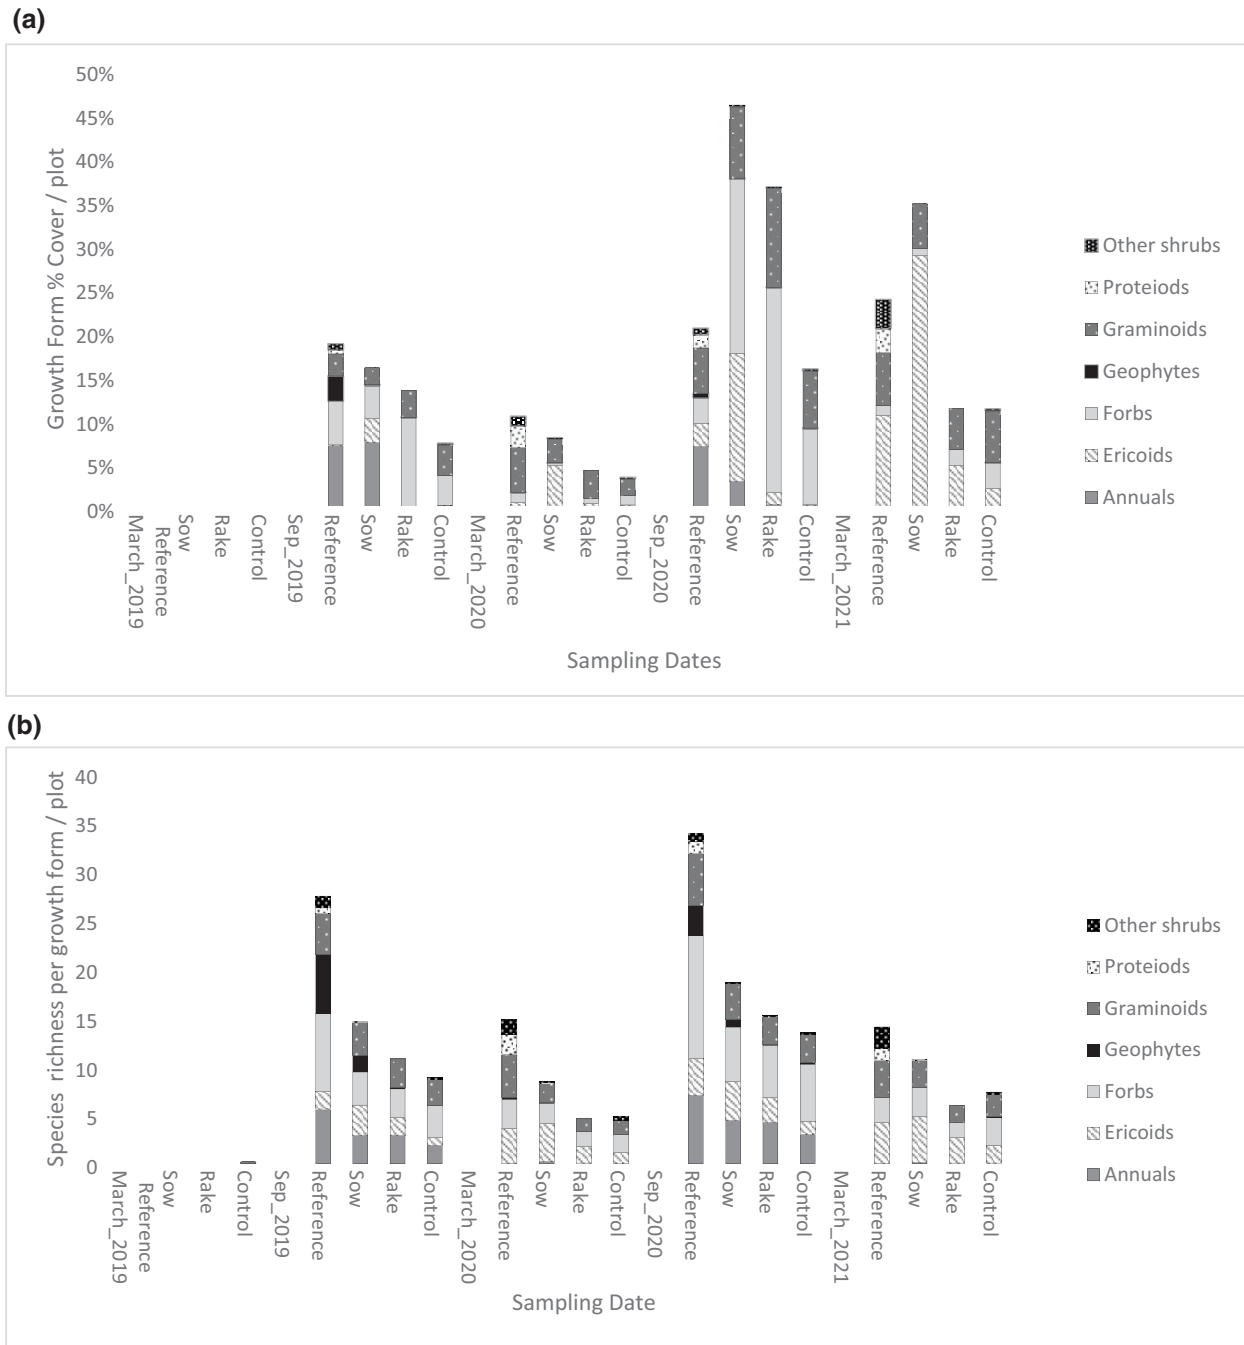 (a)
Growth Form % Cover / plot
50%
45%
40%
35%
30%
25%
20%
15%
10%
5%
0%
March_2019
Reference
Sow
Rake
Control
Sep_2019
Reference
Sow
Rake
Control
March_2020
Reference
Sow
Rake
Control
Sep_2020
Reference
Sow
Rake
Control
March_2021
Reference
Sow
Rake
Control
Sampling Dates
Other shrubs
Proteiods
Graminoids
Geophytes
Forbs
Ericoids
Annuals
(b)
Species richness per growth form / plot
40
35
30
25
20
15
10
5
0
March_2019
Reference
Sow
Rake
Control
Sep_2019
Reference
Sow
Rake
Control
March_2020
Reference
Sow
Rake
Control
Sep_2020
Reference
Sow
Rake
Control
March_2021
Reference
Sow
Rake
Control
Sampling Date
Other shrubs
Proteiods
Graminoids
Geophytes
Forbs
Ericoids
Annuals